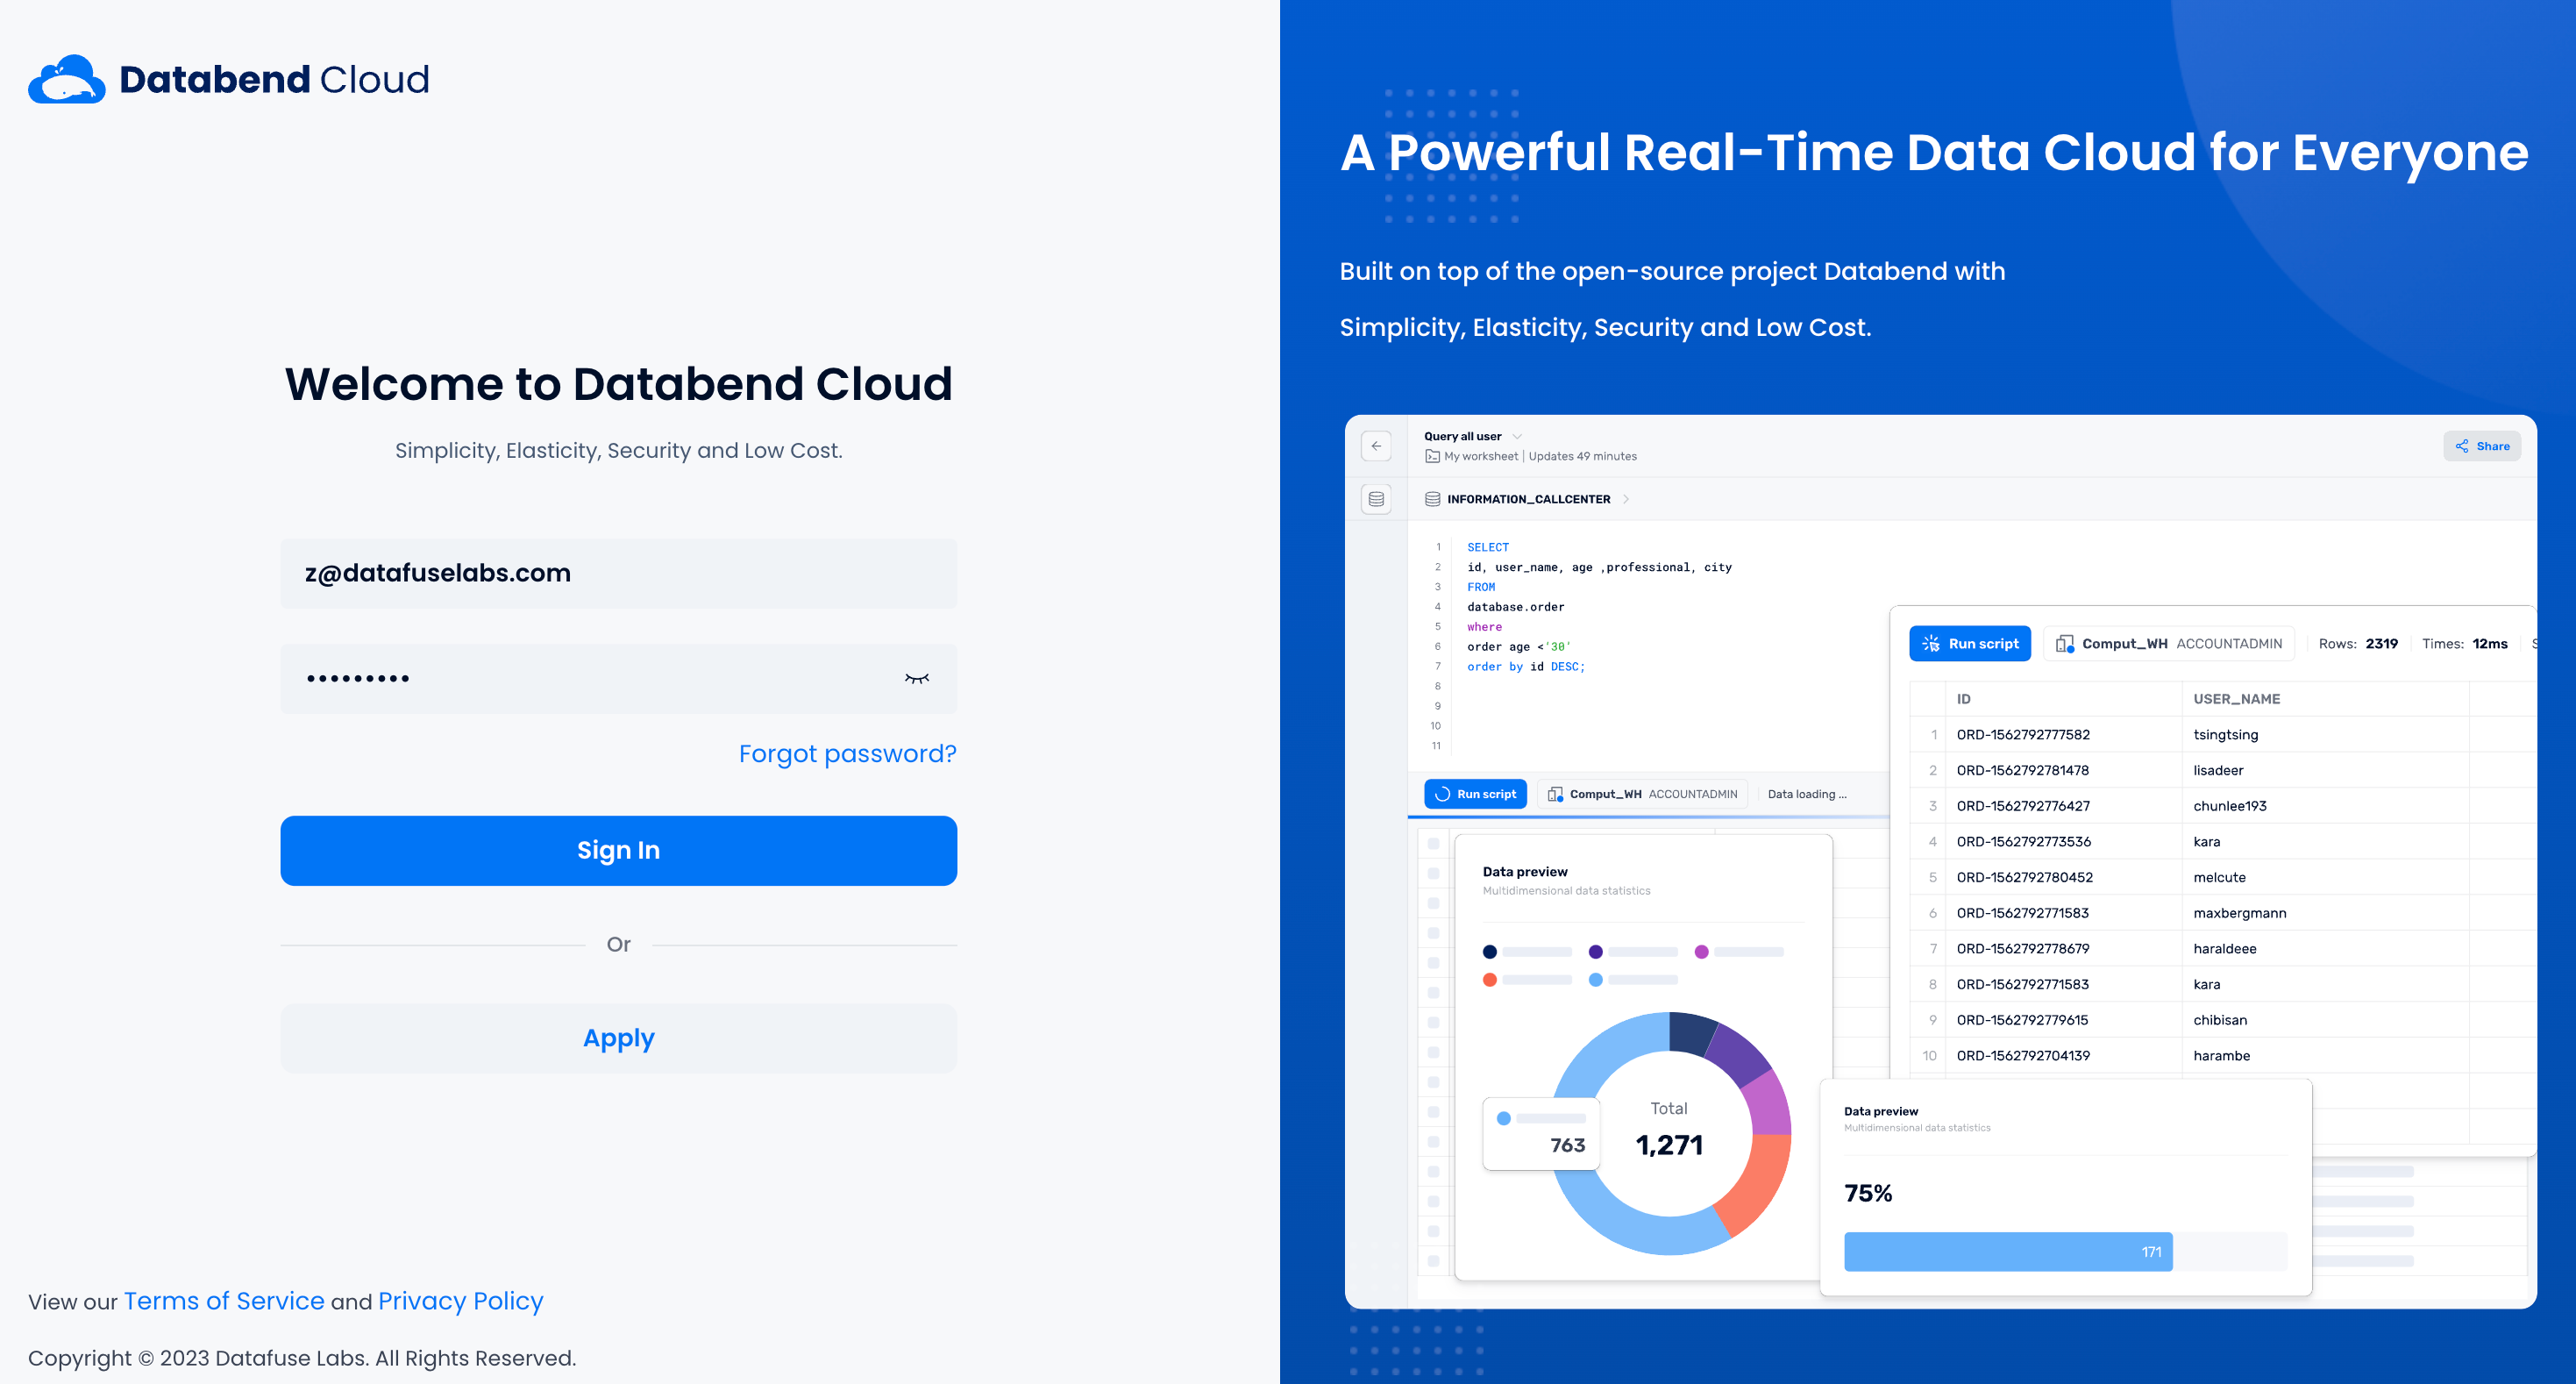 Databend Cloud
Welcome to Databend Cloud
Simplicity, Elasticity, Security and Low Cost.
z@datafuselabs.com
•••••••••
Forgot password?
Sign In
Or
Apply
View our Terms of Service and Privacy Policy
Copyright © 2023 Datafuse Labs. All Rights Reserved.
A Powerful Real-Time Data Cloud for Everyone
Built on top of the open-source project Databend with
Simplicity, Elasticity, Security and Low Cost.
Query all user
My worksheet | Updates 49 minutes
Share
INFORMATION_CALLCENTER
1 SELECT
2 id, user_name, age ,professional, city
3 FROM
4 database.order
5 where
6 order age <'30'
7 order by id DESC;
8
9
10
11
Run script Comput_WH ACCOUNTADMIN Data loading ...
Run script Comput_WH ACCOUNTADMIN Rows: 2319 Times: 12ms
ID USER_NAME
1 ORD-1562792777582 tsingtsing
2 ORD-1562792781478 lisadeer
3 ORD-1562792776427 chunlee193
4 ORD-1562792773536 kara
5 ORD-1562792780452 melcute
6 ORD-1562792771583 maxbergmann
7 ORD-1562792778679 haraldeee
8 ORD-1562792771583 kara
9 ORD-1562792779615 chibisan
10 ORD-1562792704139 harambe
Data preview
Multidimensional data statistics
Total
1,271
763
Data preview
Multidimensional data statistics
75%
171